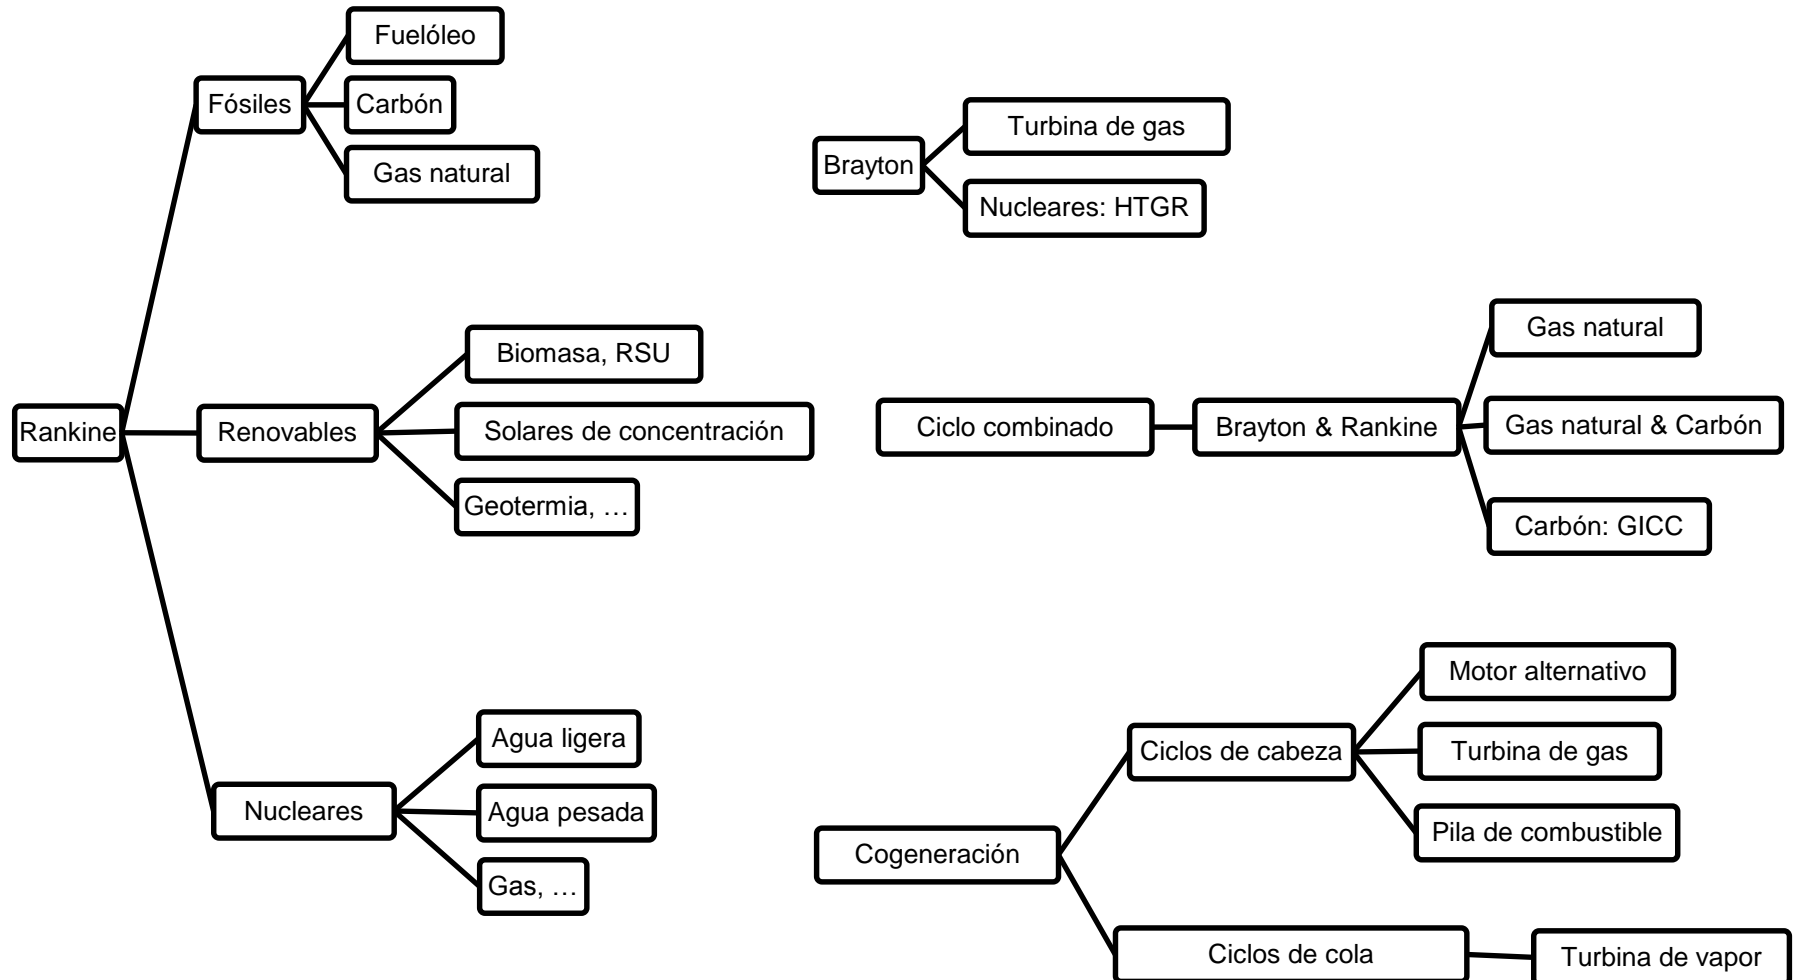 Rankine
Fósiles
Fuelóleo
Carbón
Gas natural
Renovables
Biomasa, RSU
Solares de concentración
Geotermia, …
Nucleares
Agua ligera
Agua pesada
Gas, …
Brayton
Turbina de gas
Nucleares: HTGR
Ciclo combinado
Brayton & Rankine
Gas natural
Gas natural & Carbón
Carbón: GICC
Cogeneración
Ciclos de cabeza
Motor alternativo
Turbina de gas
Pila de combustible
Ciclos de cola
Turbina de vapor